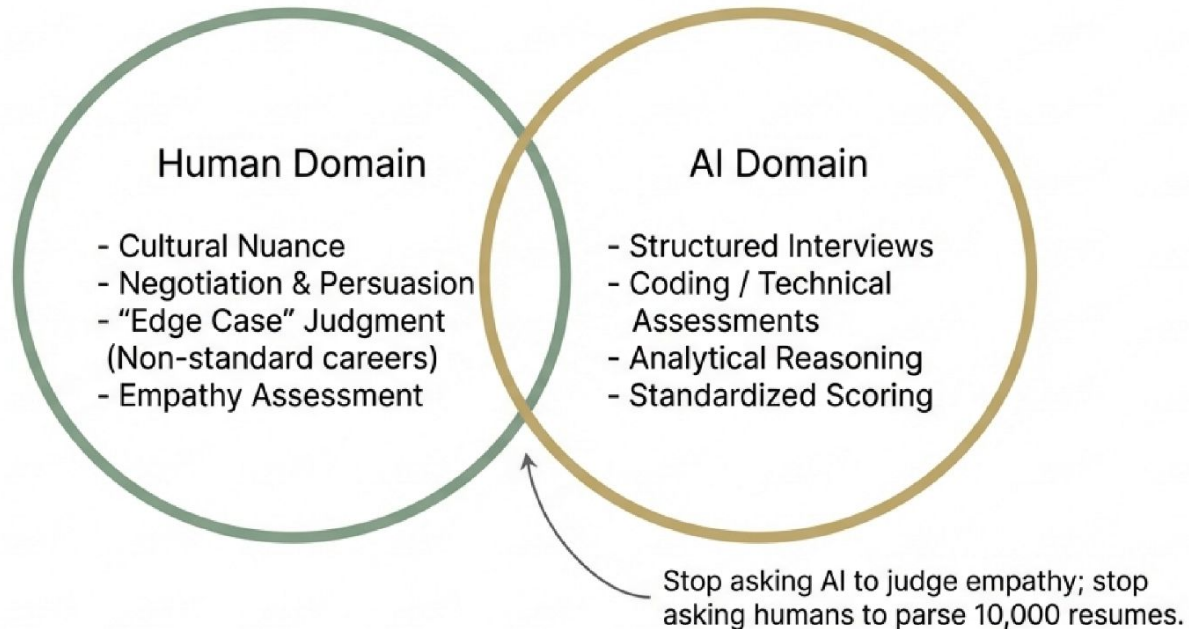 Human Domain
- Cultural Nuance
- Negotiation & Persuasion
- “Edge Case” Judgment
(Non-standard careers)
- Empathy Assessment
AI Domain
- Structured Interviews
- Coding / Technical
Assessments
- Analytical Reasoning
- Standardized Scoring
Stop asking AI to judge empathy; stop
asking humans to parse 10,000 resumes.